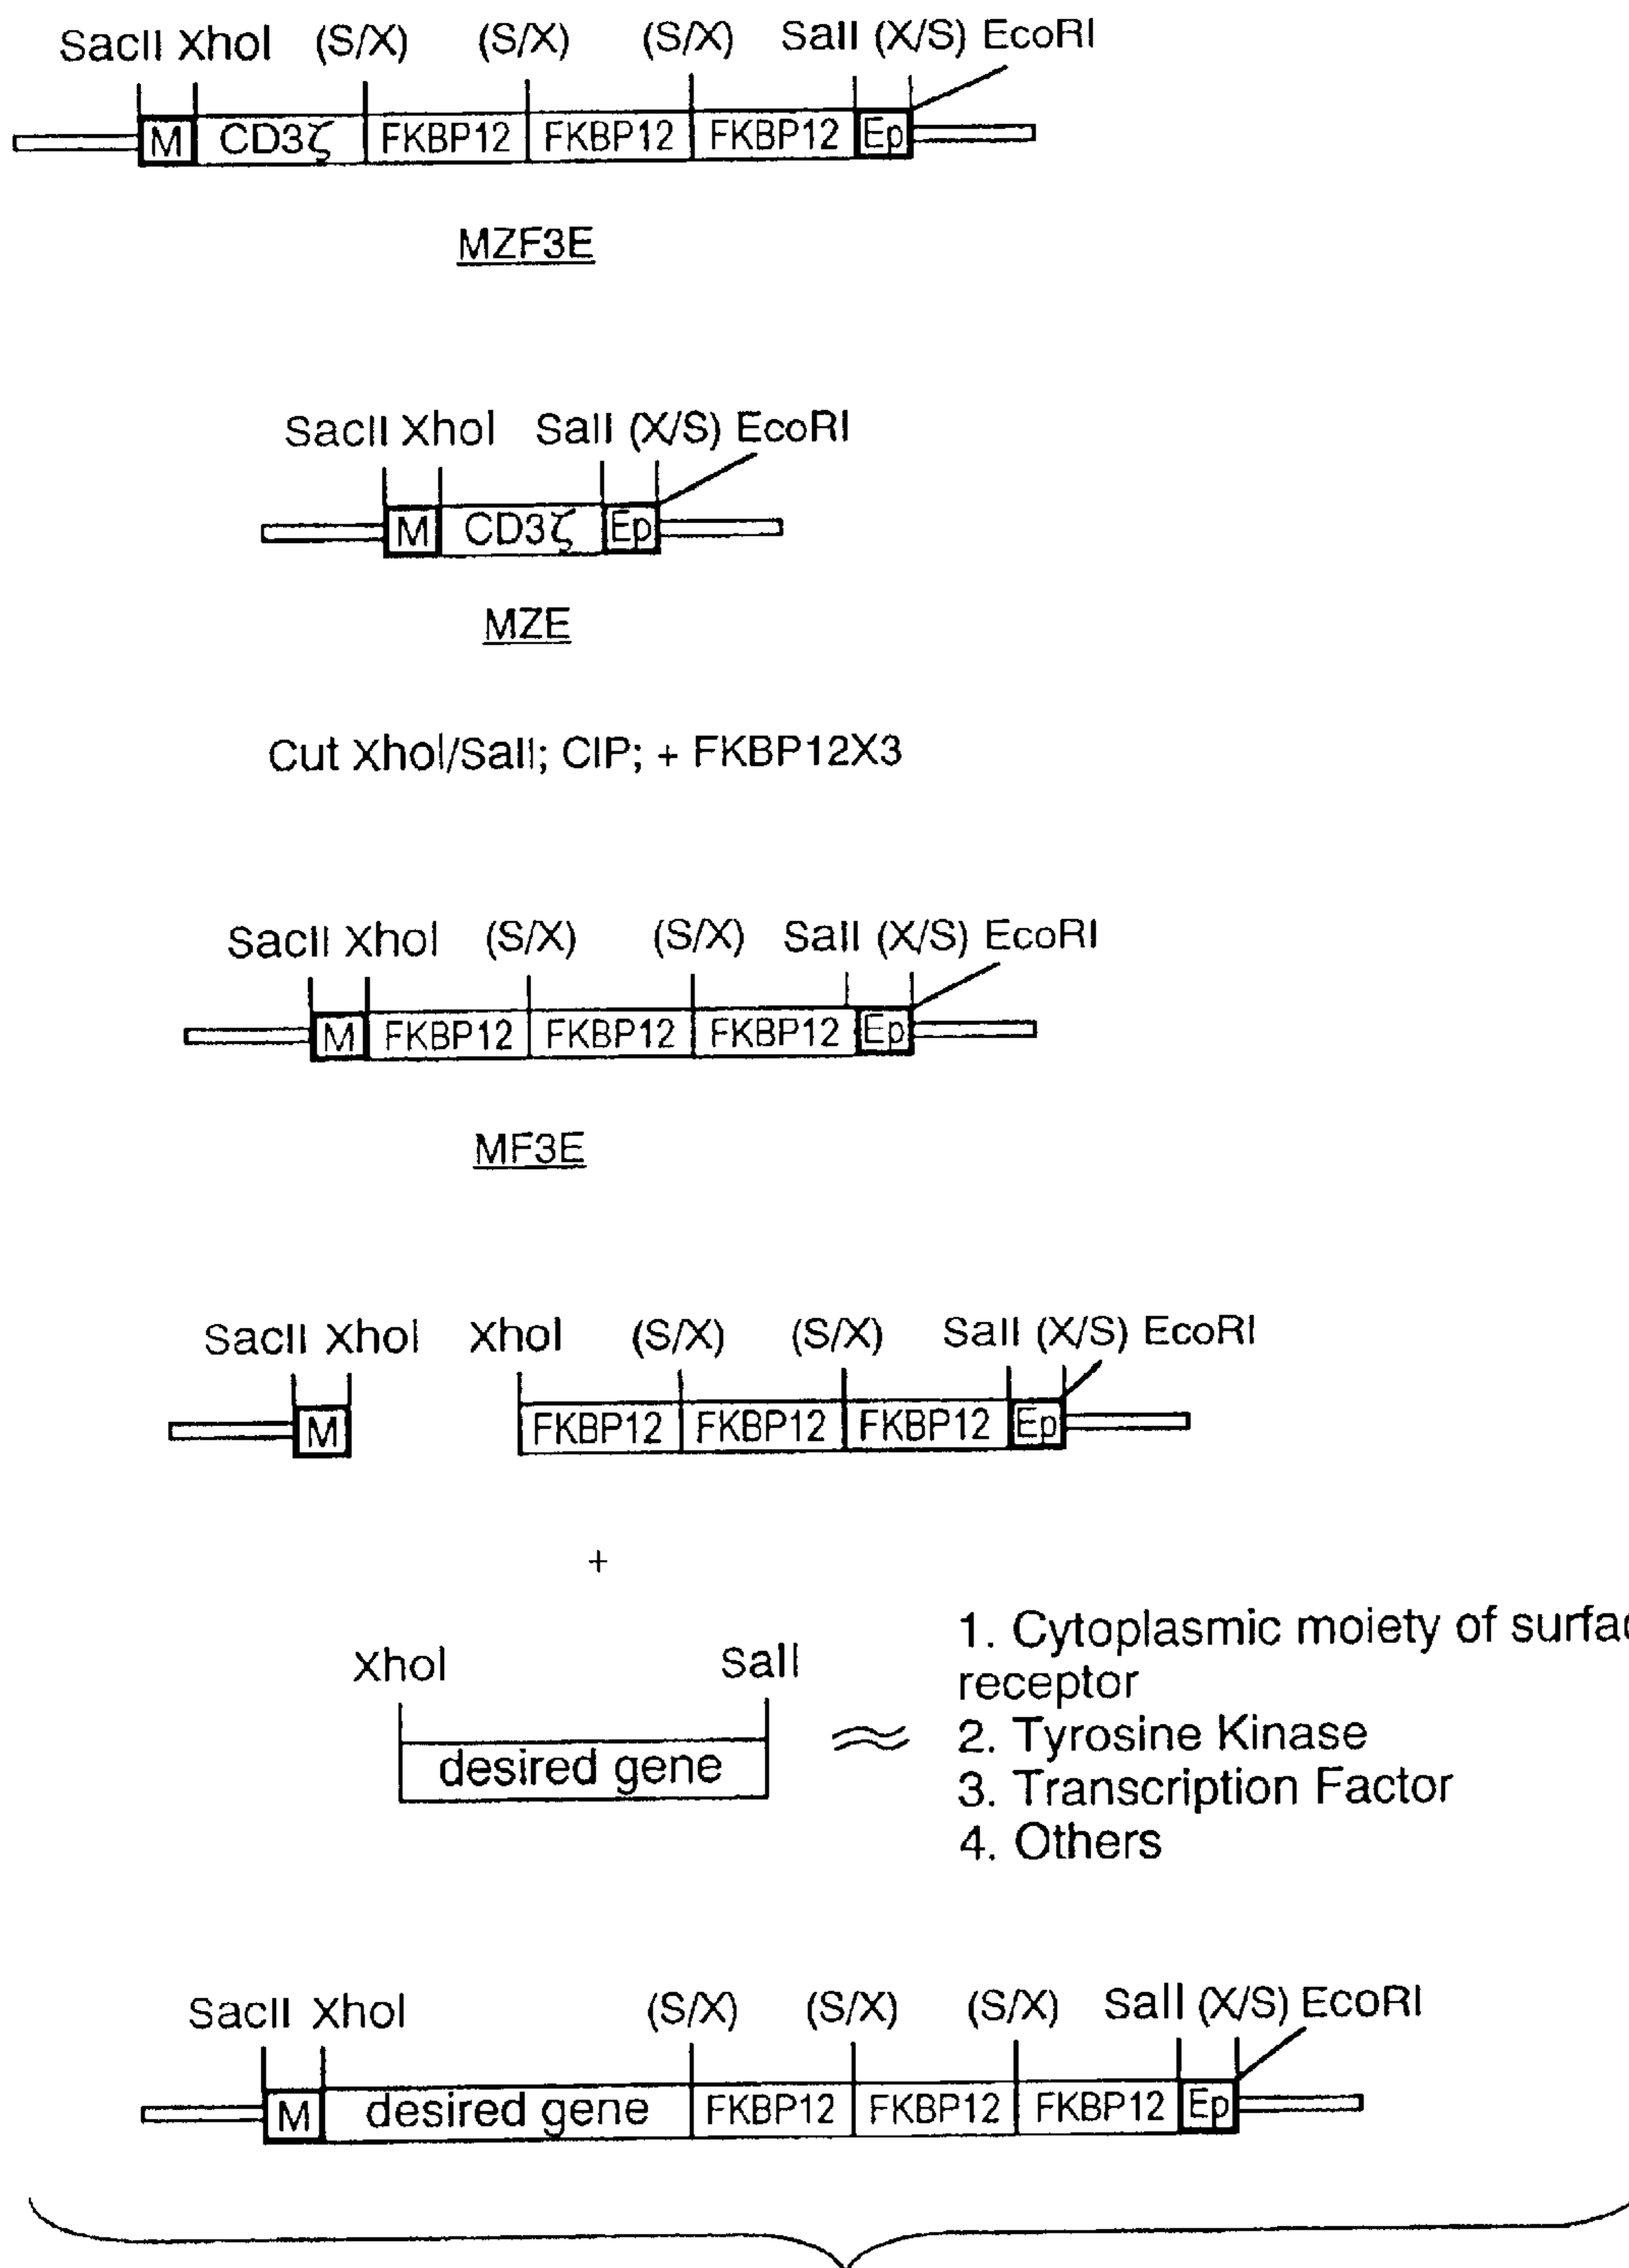 SacII XhoI (S/X) (S/X) (S/X) SalI (X/S) EcoRI
M CD3ζ FKBP12 FKBP12 FKBP12 Ep
MZF3E
SacII XhoI SalI (X/S) EcoRI
M CD3ζ Ep
MZE
Cut XhoI/SalI; CIP; + FKBP12X3
SacII XhoI (S/X) (S/X) SalI (X/S) EcoRI
M FKBP12 FKBP12 FKBP12 Ep
MF3E
SacII XhoI XhoI (S/X) (S/X) SalI (X/S) EcoRI
M FKBP12 FKBP12 FKBP12 Ep
+
XhoI SalI
desired gene
≈
1. Cytoplasmic moiety of
receptor
2. Tyrosine Kinase
3. Transcription Factor
4. Others
SacII XhoI (S/X) (S/X) (S/X) SalI (X/S) EcoRI
M desired gene FKBP12 FKBP12 FKBP12 Ep